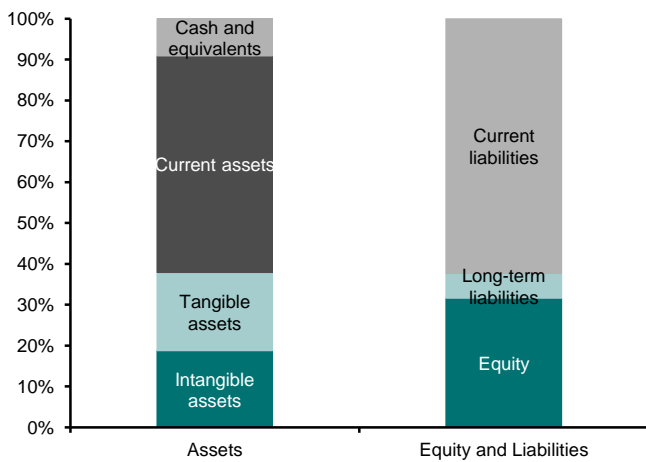 100%
90%
80%
70%
60%
50%
40%
30%
20%
10%
0%
Cash and
equivalents
Current assets
Tangible
assets
Intangible
assets
Current
liabilities
Long-term
liabilities
Equity
Assets
Equity and Liabilities